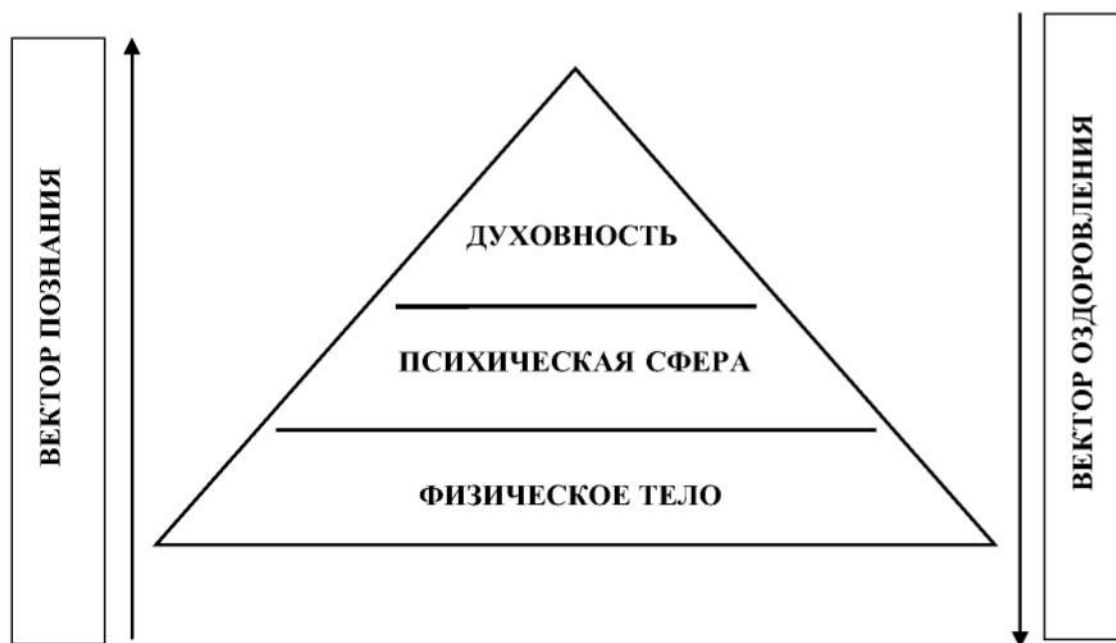 ВЕКТОР ПОЗНАНИЯ
ДУХОВНОСТЬ
ПСИХИЧЕСКАЯ СФЕРА
ФИЗИЧЕСКОЕ ТЕЛО
ВЕКТОР ОЗДОРОВЛЕНИЯ